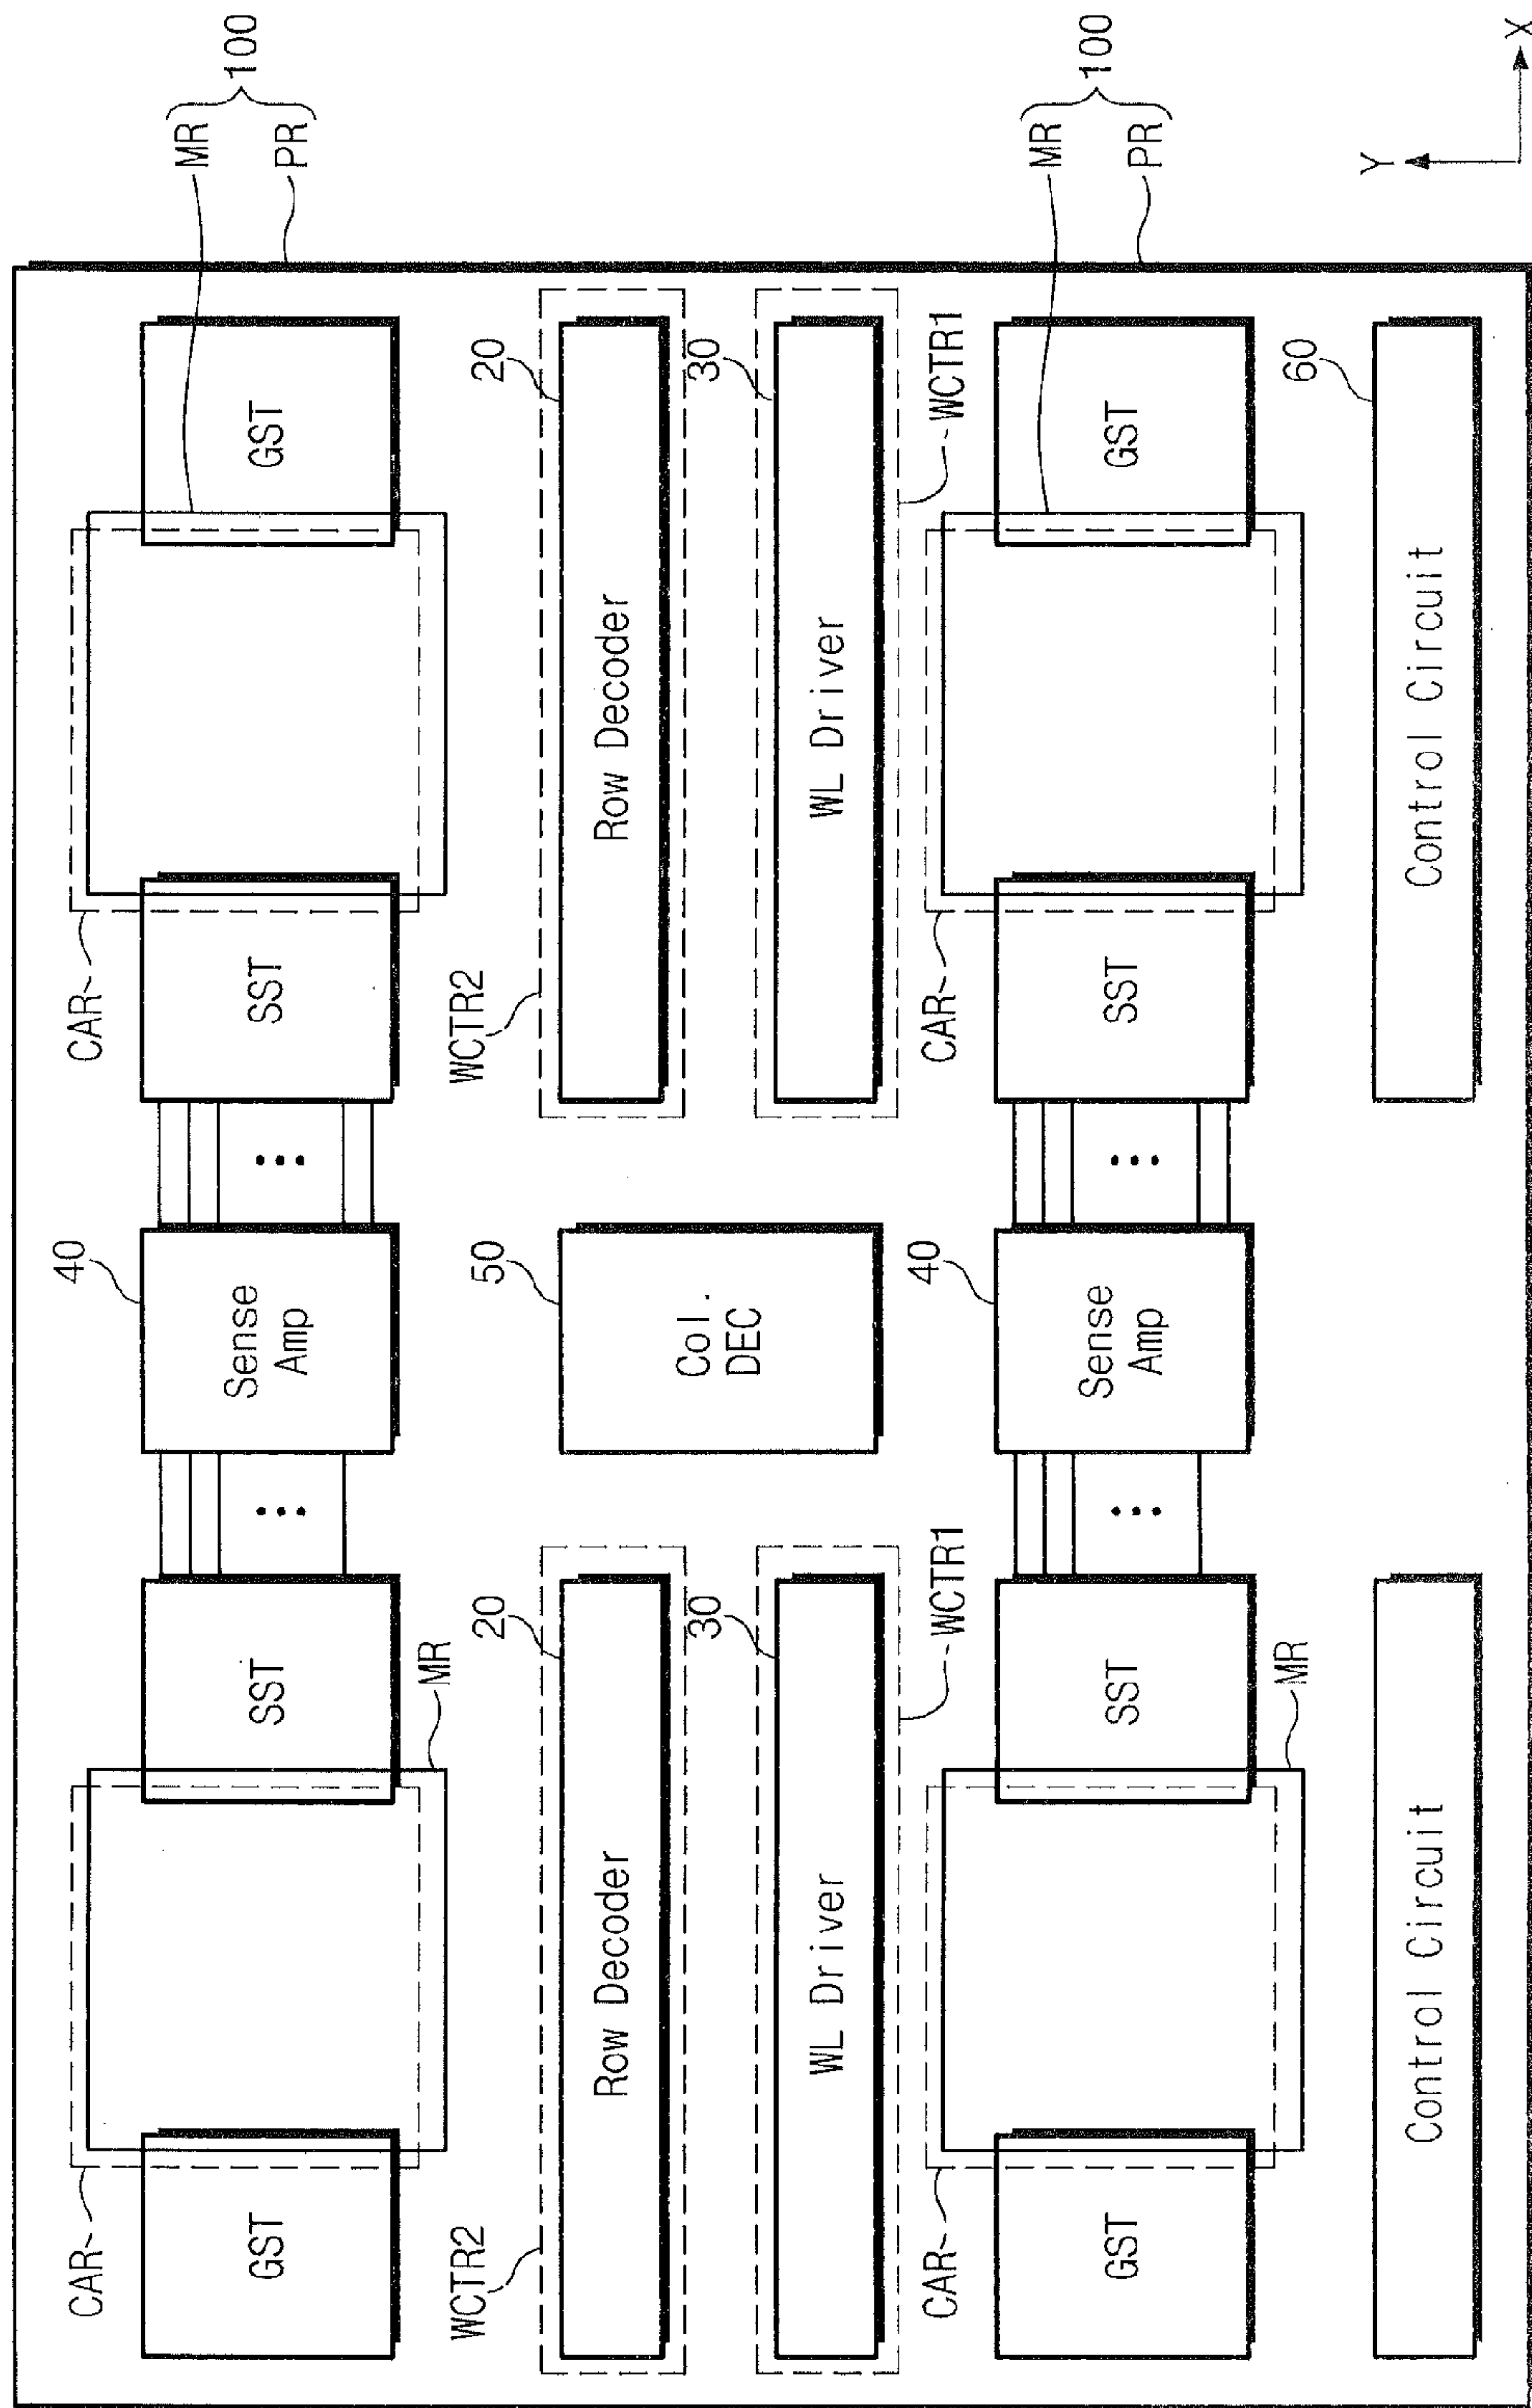 CAR
40
CAR
MR
GST
SST
Sense
Amp
SST
GST
100
PR
MR
WCTR2
20
50
WCTR2
20
Row Decoder
Row Decoder
30
Col.
DEC
30
WL Driver
WL Driver
CAR
WCTR1
40
CAR
WCTR1
MR
GST
SST
Sense
Amp
SST
GST
100
PR
MR
60
Control Circuit
Control Circuit
Y
X